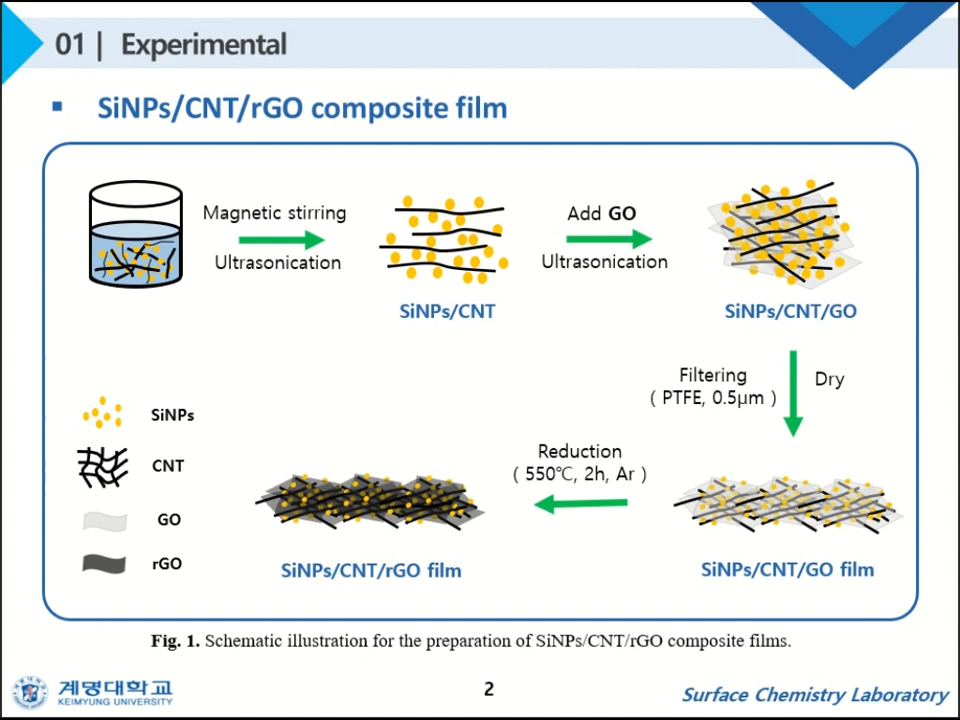 01 | Experimental
▪ SiNPs/CNT/rGO composite film
Magnetic stirring
Ultrasonication
Add GO
Ultrasonication
SiNPs/CNT
SiNPs/CNT/GO
Filtering
( PTFE, 0.5μm )
Dry
SiNPs
CNT
GO
rGO
Reduction
( 550℃, 2h, Ar )
SiNPs/CNT/rGO film
SiNPs/CNT/GO film
Fig. 1. Schematic illustration for the preparation of SiNPs/CNT/rGO composite films.
계명대학교
KEIMYUNG UNIVERSITY
2
Surface Chemistry Laboratory